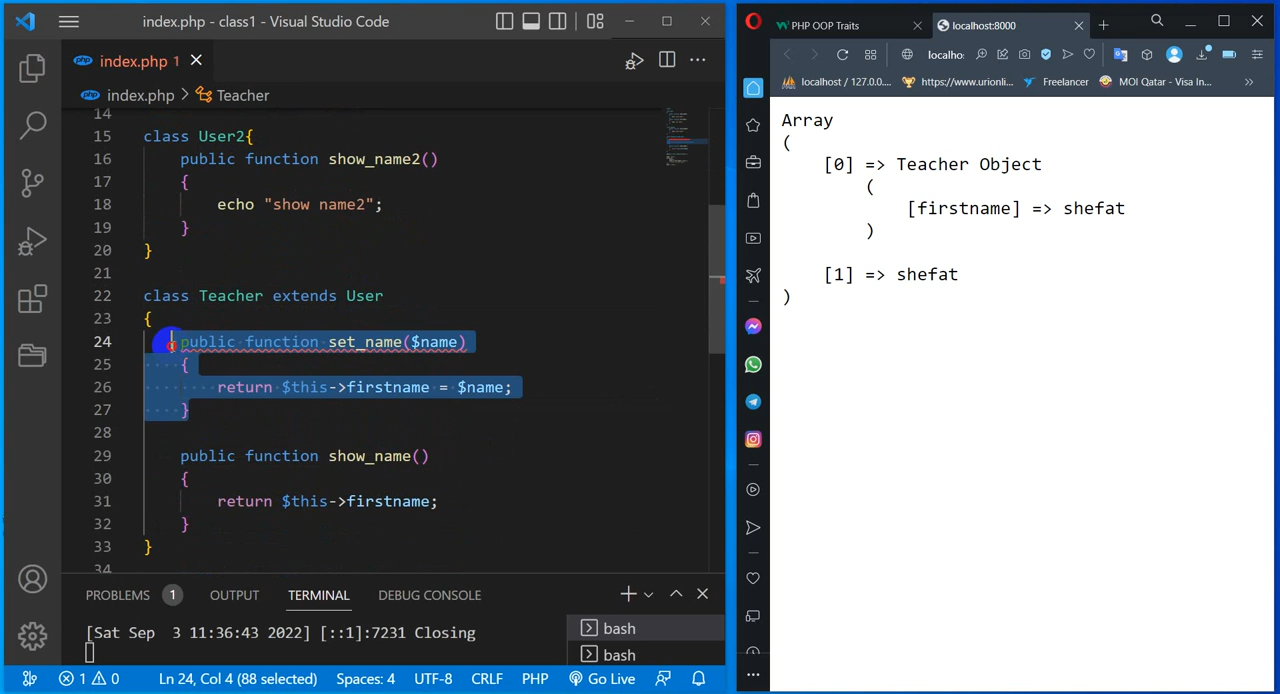 index.php - class1 - Visual Studio Code
index.php 1
index.php > Teacher
14
15 class User2{
16 public function show_name2()
17 {
18 echo "show name2";
19 }
20 }
21
22 class Teacher extends User
23 {
24 public function set_name($name)
25 {
26 return $this->firstname = $name;
27 }
28
29 public function show_name()
30 {
31 return $this->firstname;
32 }
33 }
34
PROBLEMS 1 OUTPUT TERMINAL DEBUG CONSOLE
[Sat Sep 3 11:36:43 2022] [::1]:7231 Closing
bash
bash
1 0 Ln 24, Col 4 (88 selected) Spaces: 4 UTF-8 CRLF PHP Go Live
PHP OOP Traits
localhost:8000
localho:
localhost / 127.0.0.... https://www.urionli... Freelancer MOI Qatar - Visa In...
Array
(
[0] => Teacher Object
(
[firstname] => shefat
)
[1] => shefat
)